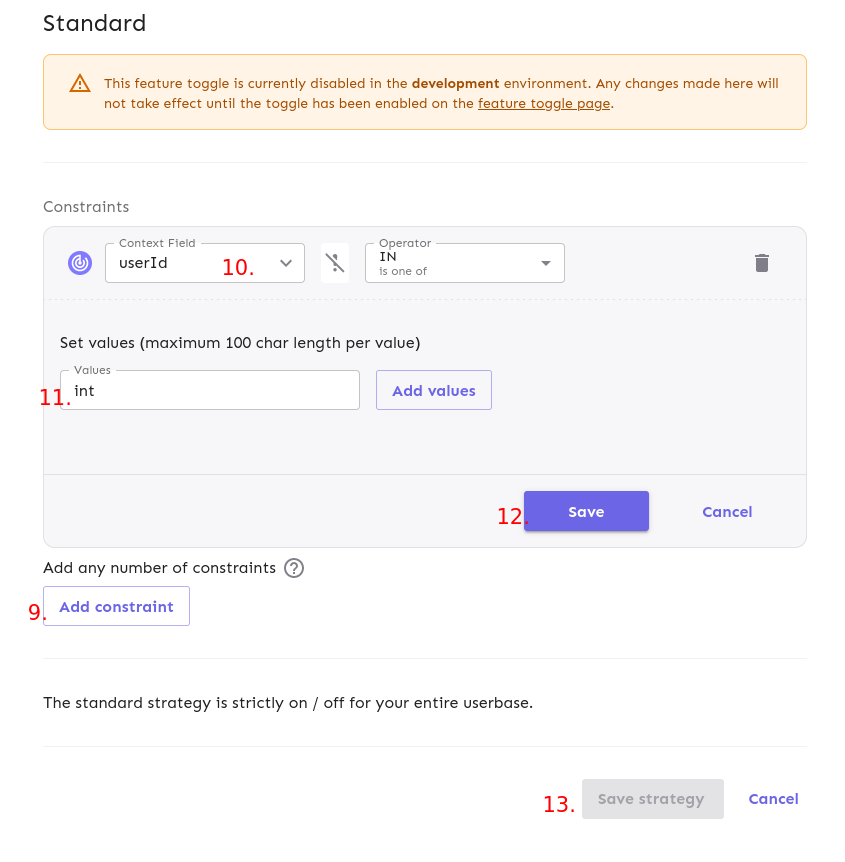 Standard
This feature toggle is currently disabled in the development environment. Any changes made here will
not take effect until the toggle has been enabled on the feature toggle page.
Constraints
Context Field
userId
10.
Operator
IN
is one of
Set values (maximum 100 char length per value)
Values
11.
int
Add values
12.
Save
Cancel
Add any number of constraints ?
9.
Add constraint
The standard strategy is strictly on / off for your entire userbase.
13.
Save strategy
Cancel